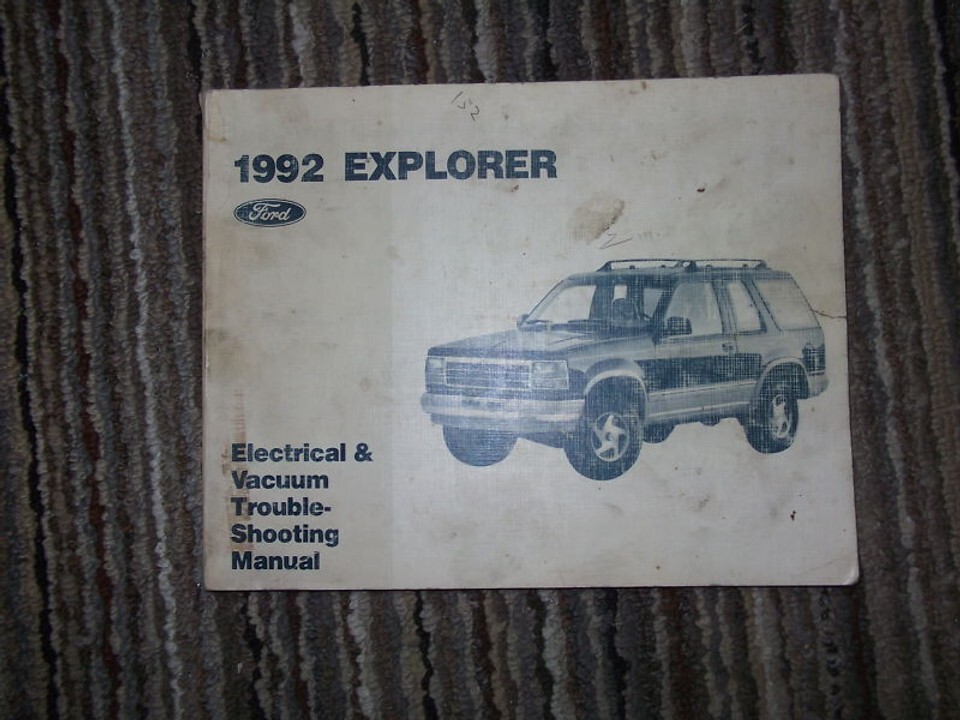 1992 EXPLORER
Ford
Electrical &
Vacuum
Trouble-
Shooting
Manual